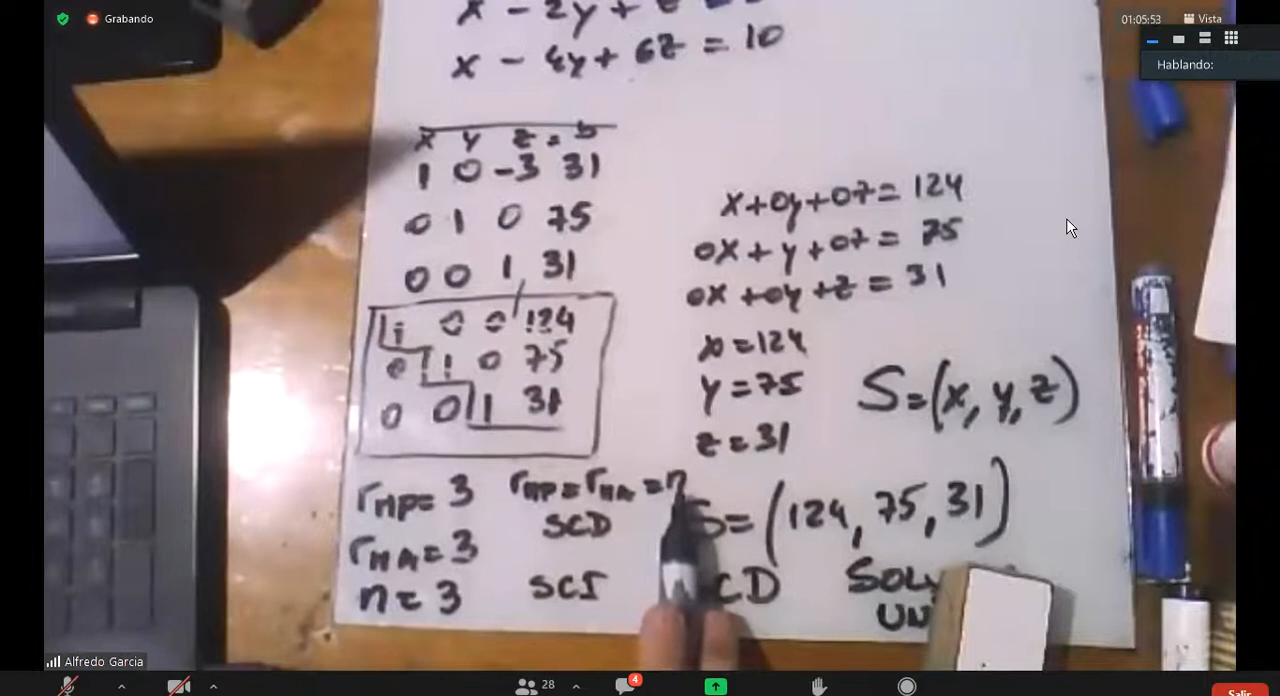 Grabando
01:05:53
Vista
Hablando:
x - 2y +
x - 4y + 6z = 10
x y z = b
1 0 -3 31
0 1 0 75
0 0 1 31
1 0 0 124
0 1 0 75
0 0 1 31
rMP = 3
rMA = 3
n = 3
rMP = rMA = n
SCD
SCI
x+0y+0z = 124
0x + y + 0z = 75
0x + 0y + z = 31
x = 124
y = 75
z = 31
S = (x, y, z)
S = (124, 75, 31)
CD
UN
Alfredo Garcia
28
4
Salir